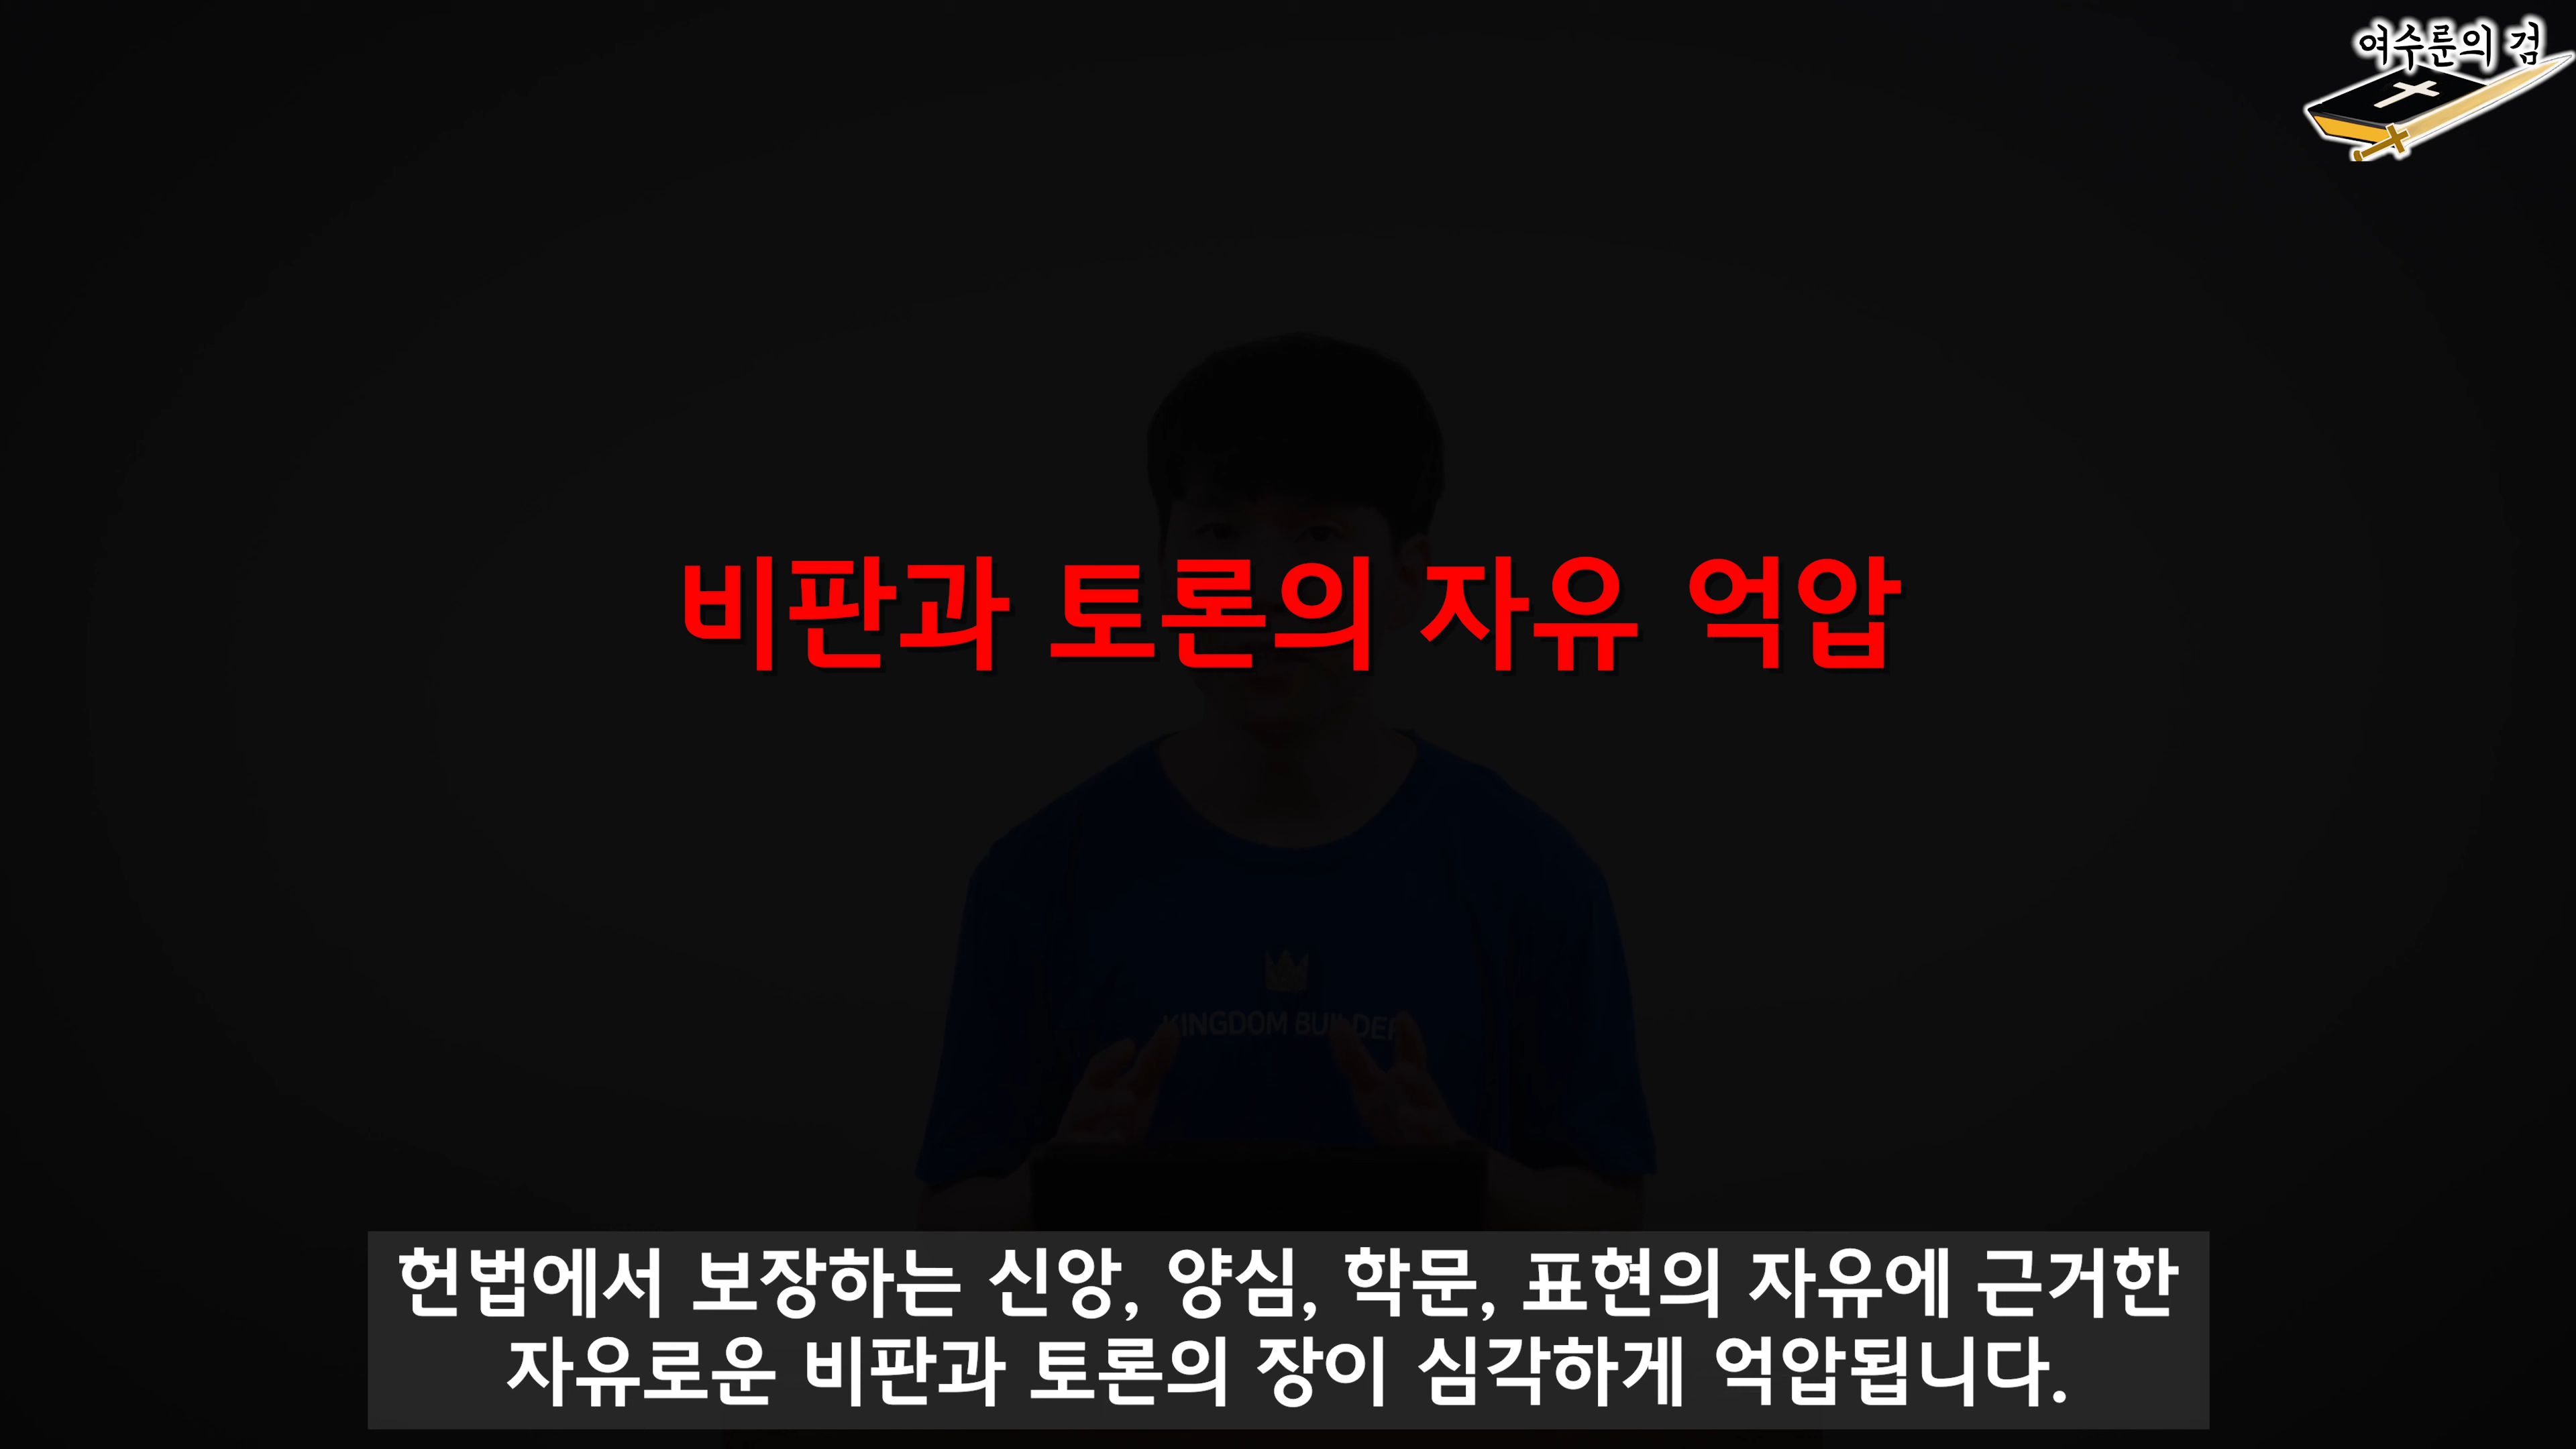 여수룬의 검
비판과 토론의 자유 억압
KINGDOM BUILDER
헌법에서 보장하는 신앙, 양심, 학문, 표현의 자유에 근거한
자유로운 비판과 토론의 장이 심각하게 억압됩니다.